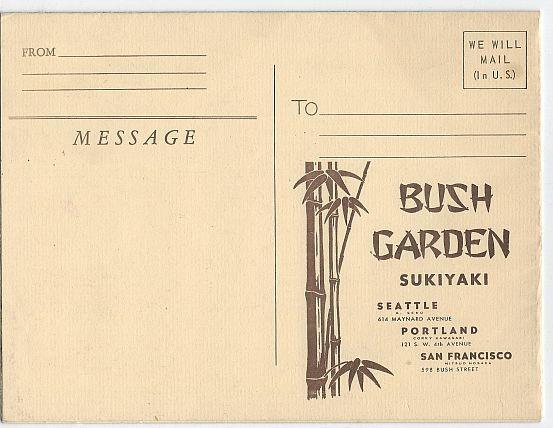 FROM
MESSAGE
WE WILL
MAIL
(In U.S.)
TO
BUSH
GARDEN
SUKIYAKI
SEATTLE
614 MAYNARD AVENUE
PORTLAND
121 S. W. 4th AVENUE
SAN FRANCISCO
598 BUSH STREET